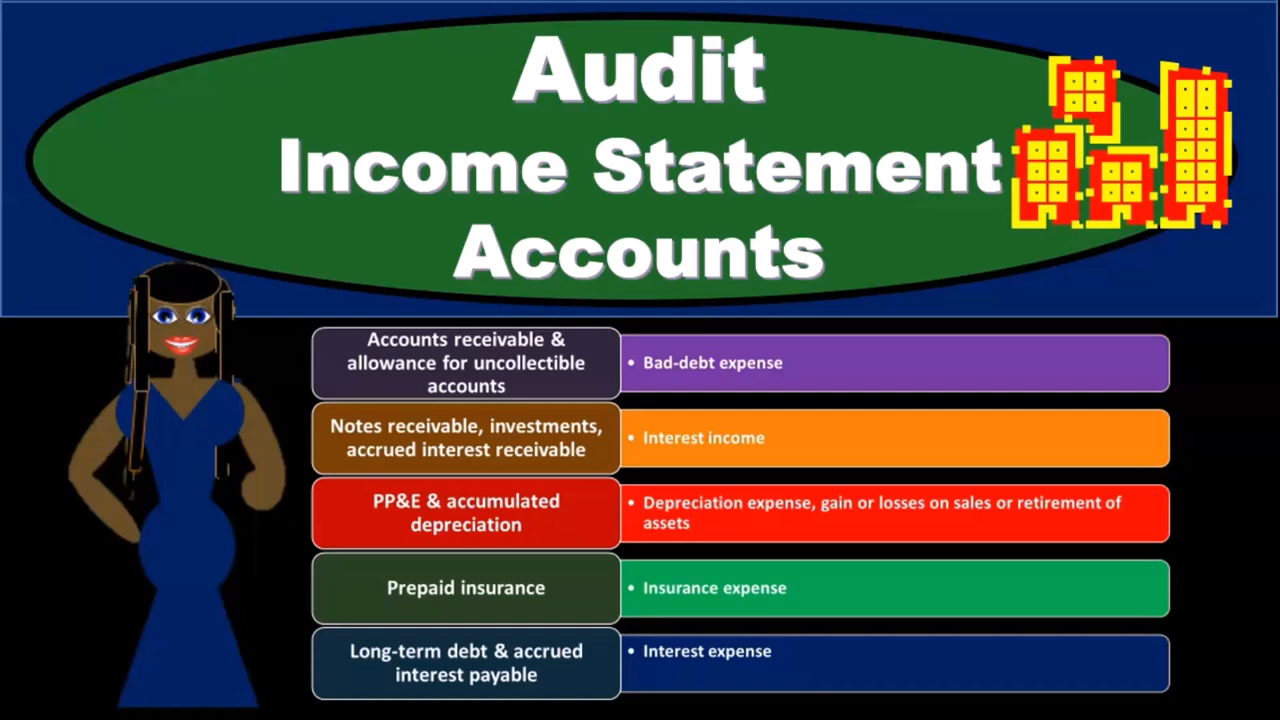 Audit
Income Statement
Accounts
Accounts receivable &
allowance for uncollectible
accounts
• Bad-debt expense
Notes receivable, investments,
accrued interest receivable
• Interest income
PP&E & accumulated
depreciation
• Depreciation expense, gain or losses on sales or retirement of
assets
Prepaid insurance
• Insurance expense
Long-term debt & accrued
interest payable
• Interest expense